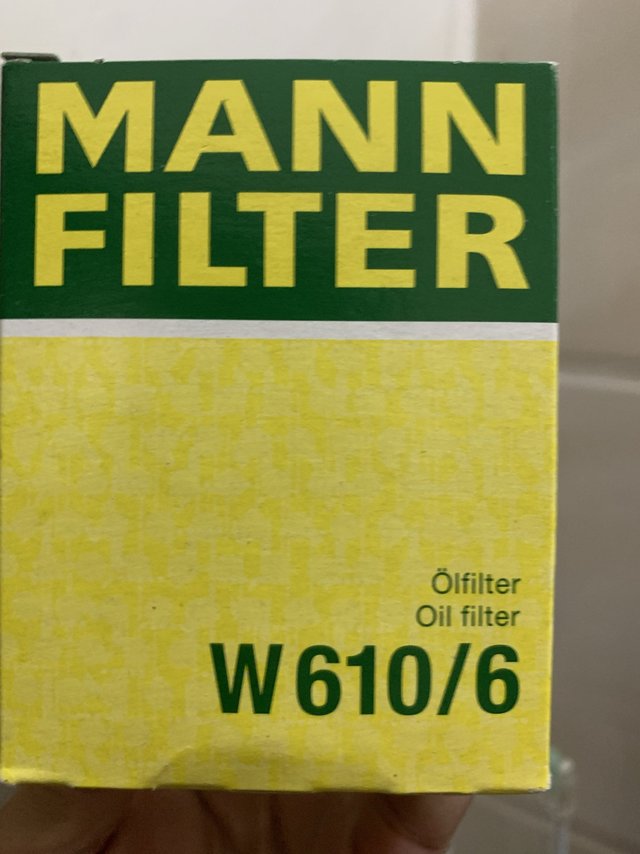 MANN
FILTER
Ölfilter
Oil filter
W 610/6